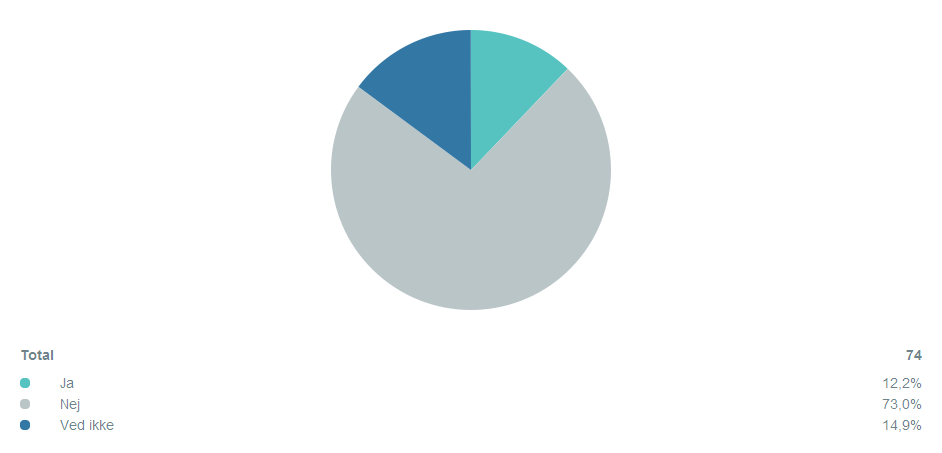 Total 74
Ja 12,2%
Nej 73,0%
Ved ikke 14,9%